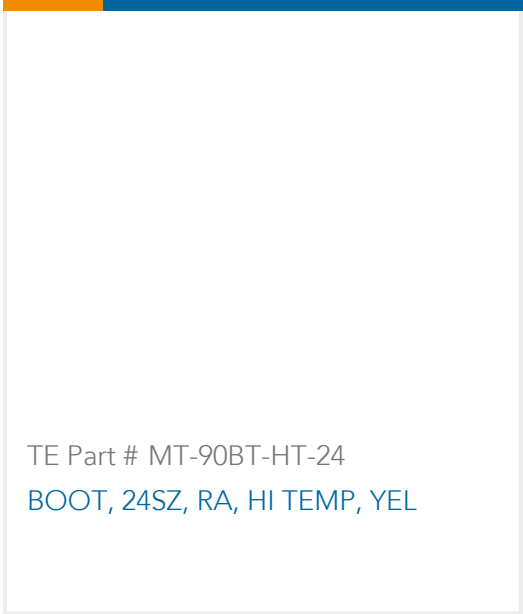 TE Part # MT-90BT-HT-24
BOOT, 24SZ, RA, HI TEMP, YEL